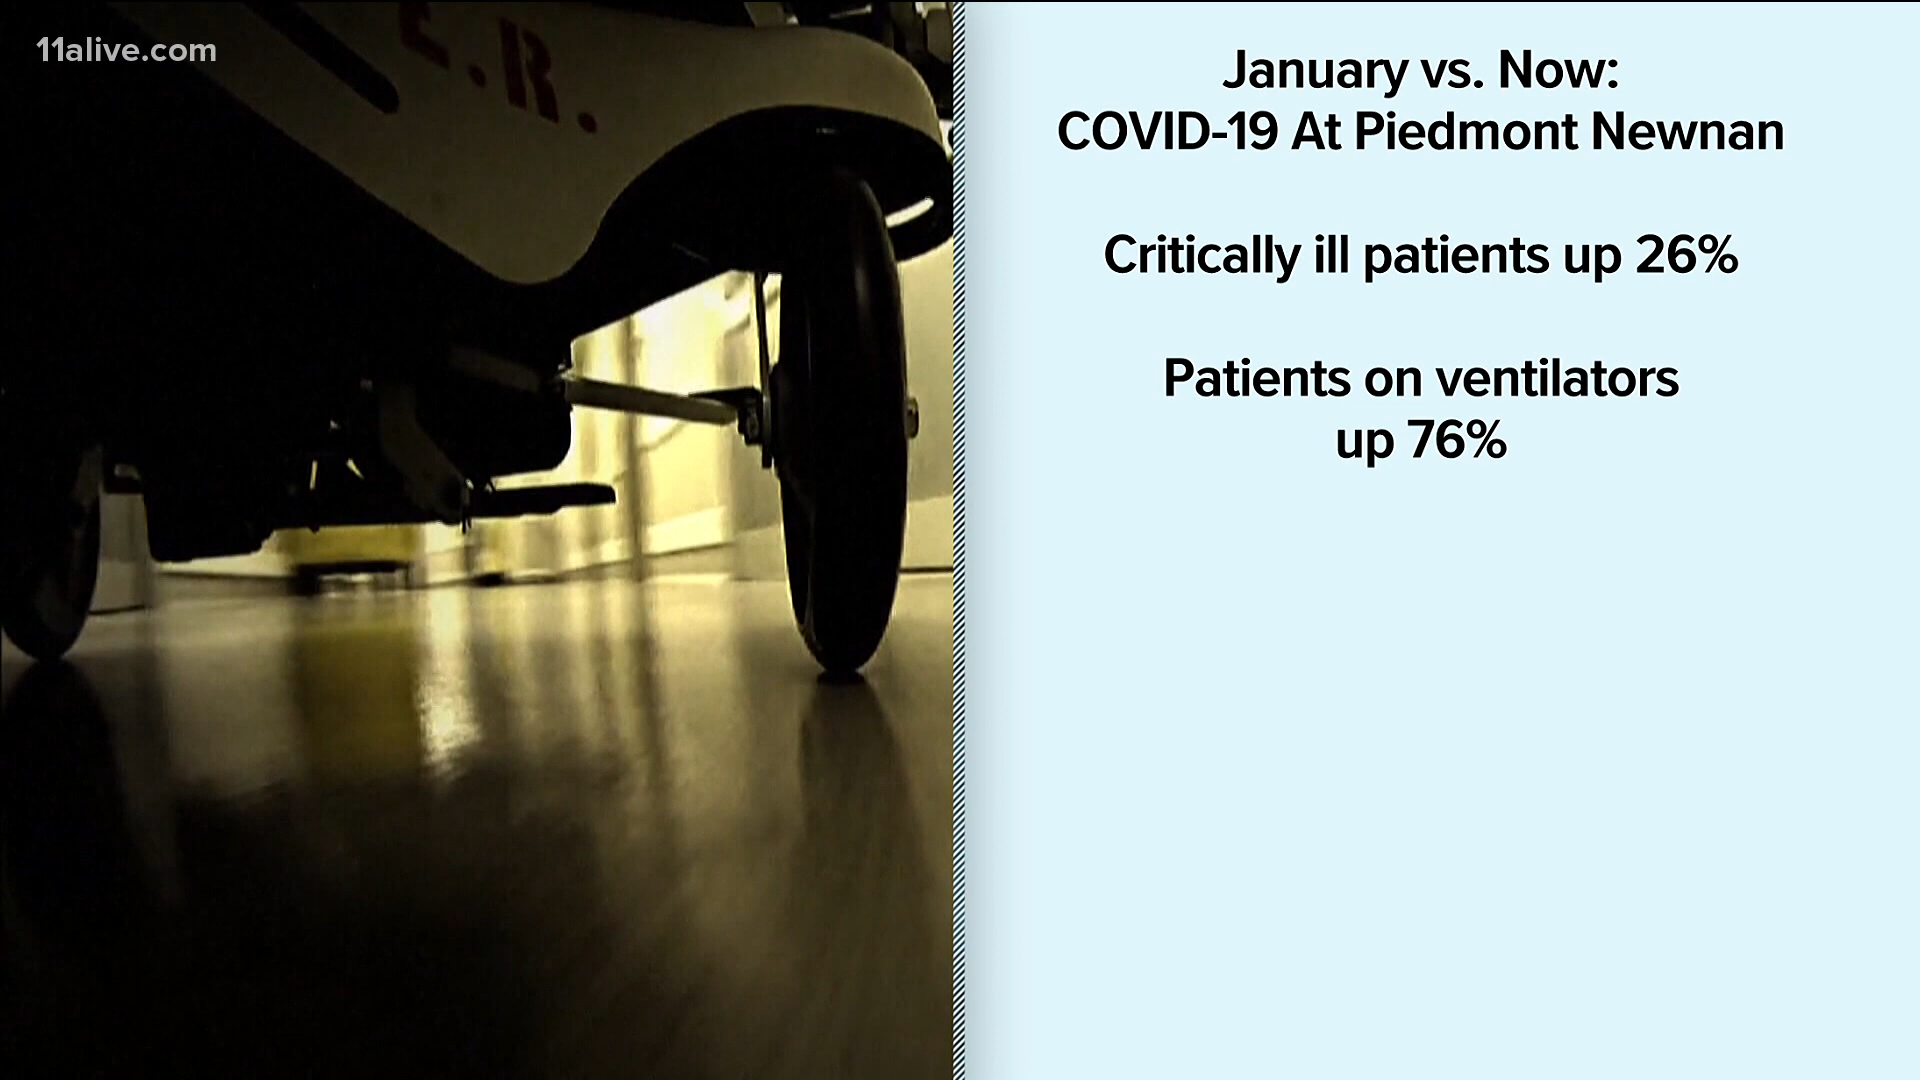 11alive.com
E.R.
January vs. Now:
COVID-19 At Piedmont Newnan
Critically ill patients up 26%
Patients on ventilators
up 76%